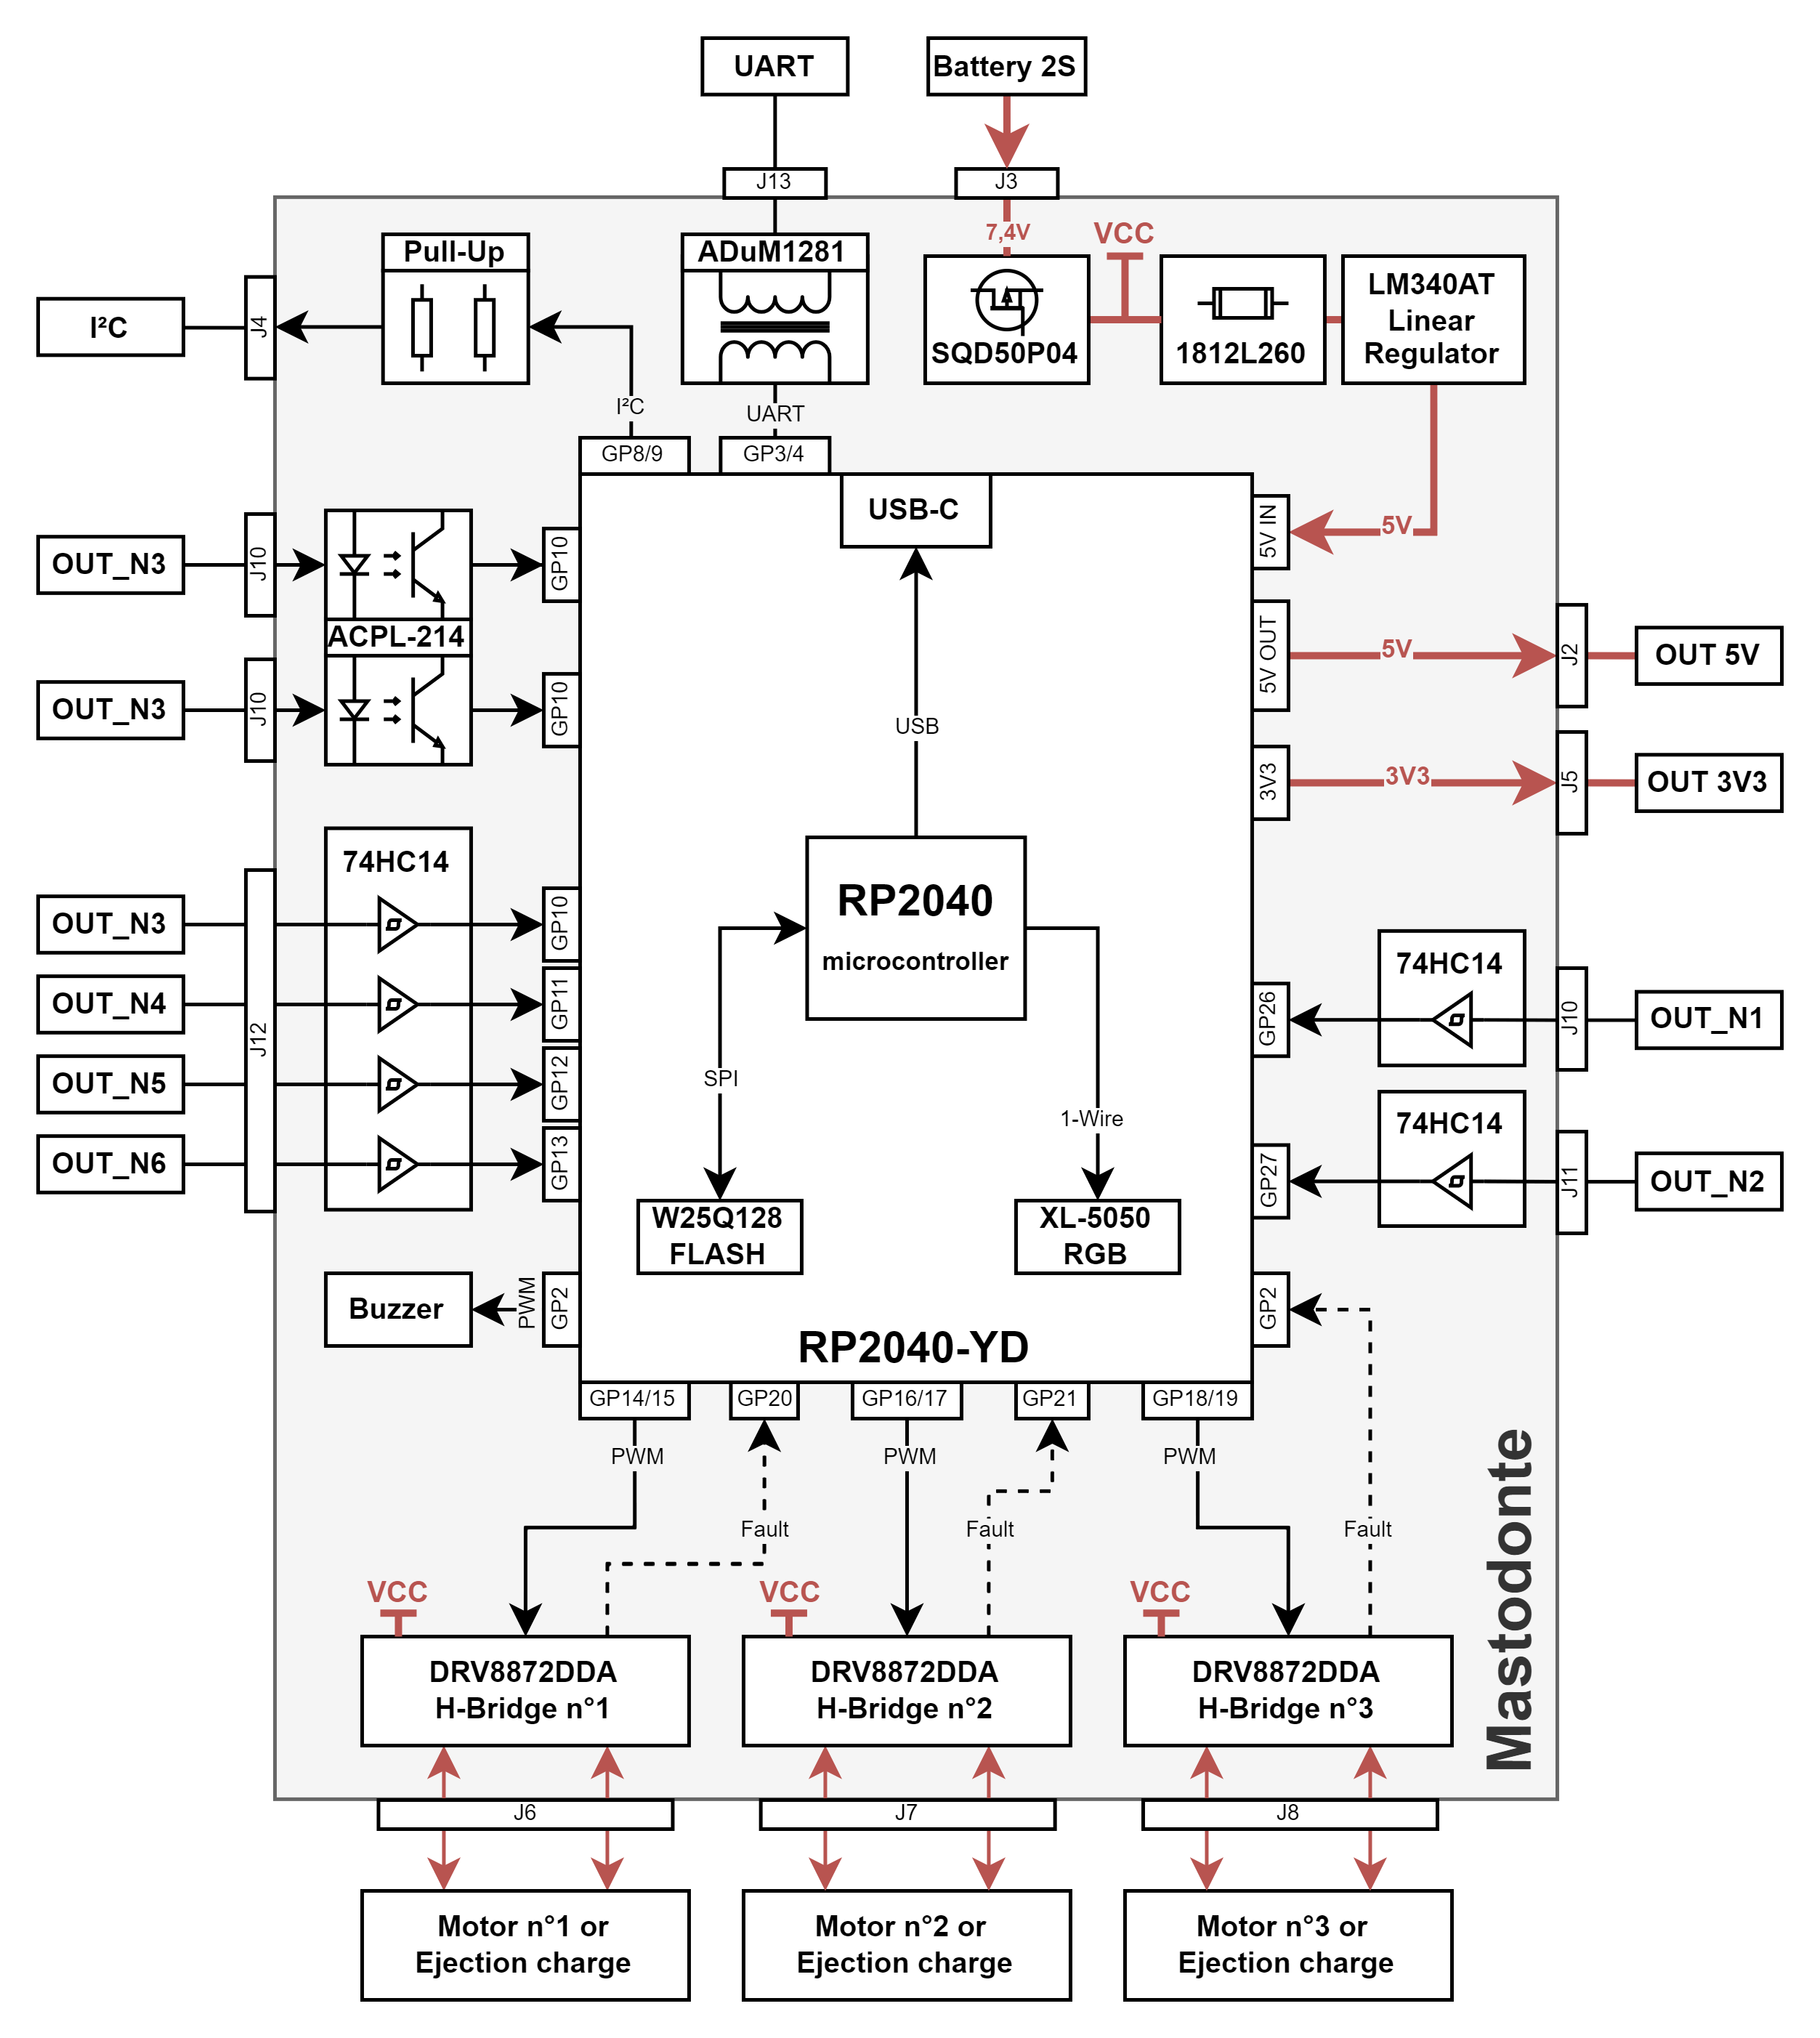 UART
Battery 2S
J13
J3
7,4V
VCC
Pull-Up
ADuM1281
SQD50P04
1812L260
LM340AT
Linear
Regulator
I²C
J4
I²C
UART
GP8/9
GP3/4
USB-C
5V IN
5V
OUT_N3
J10
GP10
ACPL-214
OUT_N3
J10
GP10
5V OUT
5V
J2
OUT 5V
USB
3V3
3V3
J5
OUT 3V3
74HC14
RP2040
microcontroller
OUT_N3
OUT_N4
OUT_N5
OUT_N6
J12
GP10
GP11
GP12
GP13
74HC14
GP26
J10
OUT_N1
74HC14
GP27
J11
OUT_N2
SPI
1-Wire
W25Q128
FLASH
XL-5050
RGB
Buzzer
PWM
GP2
GP2
RP2040-YD
GP14/15
GP20
GP16/17
GP21
GP18/19
PWM
PWM
PWM
Fault
Fault
Fault
Mastodonte
VCC
VCC
VCC
DRV8872DDA
H-Bridge n°1
DRV8872DDA
H-Bridge n°2
DRV8872DDA
H-Bridge n°3
J6
J7
J8
Motor n°1 or
Ejection charge
Motor n°2 or
Ejection charge
Motor n°3 or
Ejection charge